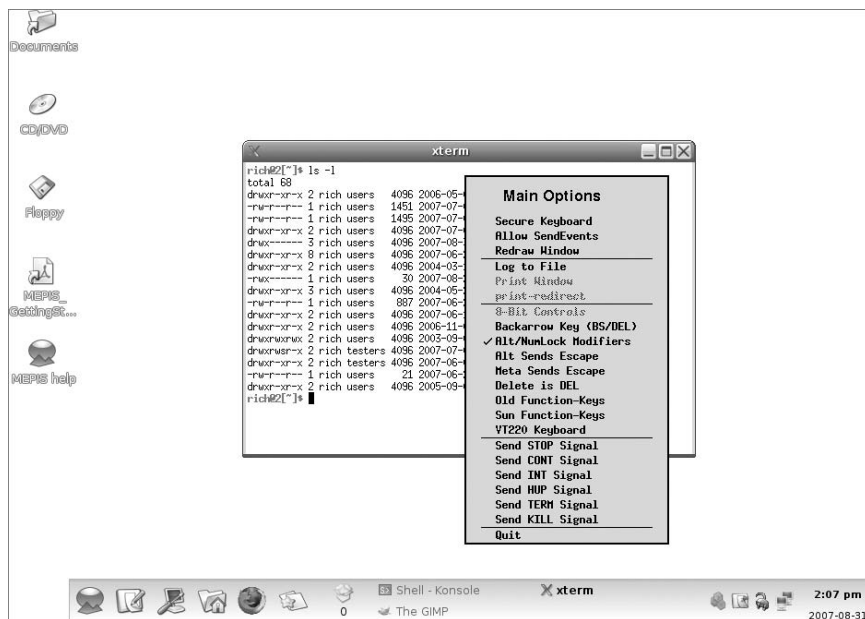 Documents
CD/DVD
Floppy
MEPIS_
GettingSt...
MEPIS help
xterm
rich@2[~]$ ls -l
total 68
drwxr-xr-x 2 rich users 4096 2006-05-
-rw-r--r-- 1 rich users 1451 2007-07-
-rw-r--r-- 1 rich users 1495 2007-07-
drwxr-xr-x 2 rich users 4096 2007-07-
drwx------ 3 rich users 4096 2007-08-
drwxr-xr-x 8 rich users 4096 2007-06-
drwxr-xr-x 2 rich users 4096 2004-03-
-rwx------ 1 rich users 30 2007-08-
drwxr-xr-x 3 rich users 4096 2004-05-
-rw-r--r-- 1 rich users 887 2007-06-
drwxr-xr-x 2 rich users 4096 2007-06-
drwxr-xr-x 2 rich users 4096 2006-11-
drwxrwxrwx 2 rich users 4096 2003-09-
drwxrwsr-x 2 rich testers 4096 2007-07-
drwxr-xr-x 2 rich testers 4096 2007-06-
-rw-r--r-- 1 rich users 21 2007-06-
drwxr-xr-x 2 rich users 4096 2005-09-
rich@2[~]$
Main Options
Secure Keyboard
Allow SendEvents
Redraw Window
Log to File
Print Window
print-redirect
8-Bit Controls
Backarrow Key (BS/DEL)
Alt/NumLock Modifiers
Alt Sends Escape
Meta Sends Escape
Delete is DEL
Old Function-Keys
Sun Function-Keys
VT220 Keyboard
Send STOP Signal
Send CONT Signal
Send INT Signal
Send HUP Signal
Send TERM Signal
Send KILL Signal
Quit
0
Shell - Konsole
The GIMP
xterm
2:07 pm
2007-08-31